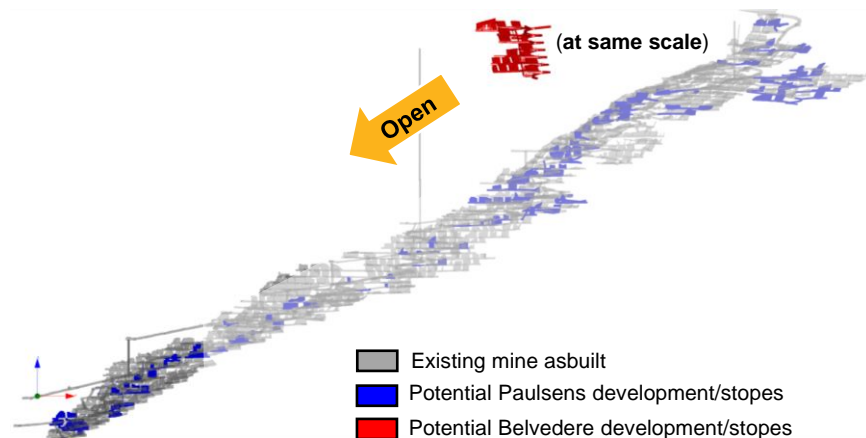 (at same scale)
Open
Existing mine asbuilt
Potential Paulsens development/stopes
Potential Belvedere development/stopes